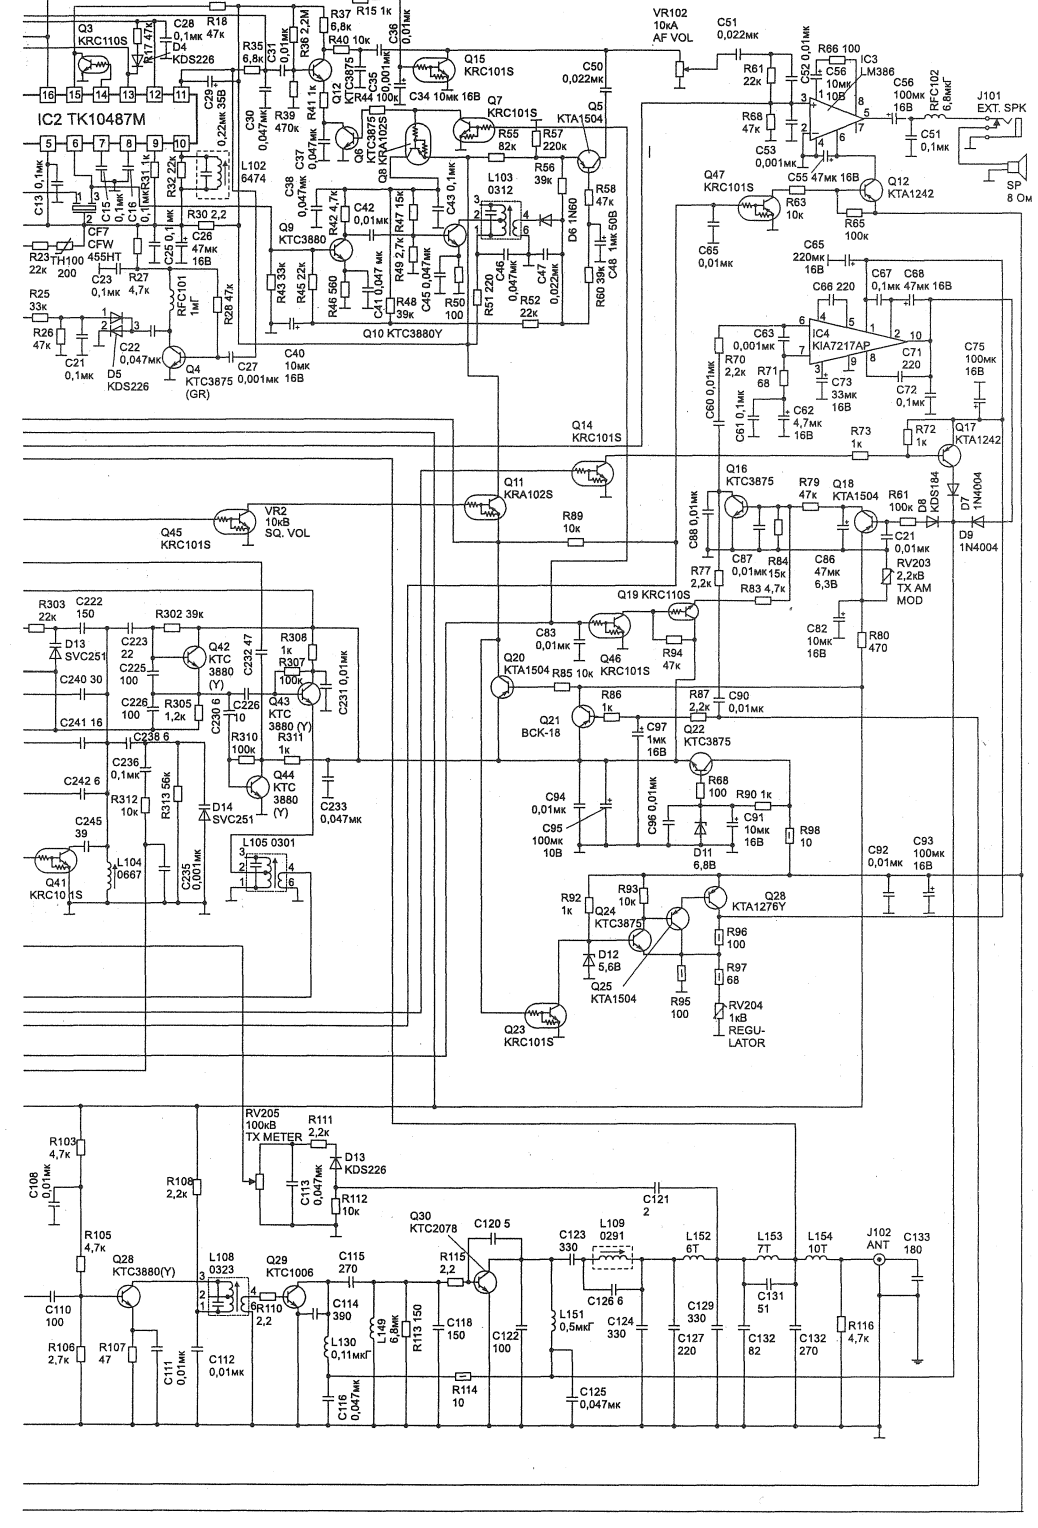 R18
47к
Q3
KRC110S
R17 47к
C28
0,1мк
D4
KDS226
R35
6,8к
C31
0,01мк
R36 2,2М
R37
6,8к
R15 1к
R40 10к
C36
0,01мк
Q15
KRC101S
VR102
10кА
AF VOL
C51
0,022мк
C52 0,01мк
R66 100
IC3
LM386
C56
10мк
10В
R61
22к
C56
100мк
16В
RFC102
6,8мкГ
J101
EXT. SPK
C50
0,022мк
Q12
KTC3875
C35
0,001мк
R44 100к
C34 10мк 16В
16
15
14
13
12
11
IC2 TK10487M
5
6
7
8
9
10
C29
0,22мк
35В
C30
0,047мк
R39
470к
R41 1к
C37
0,047мк
Q6
KTC3875
Q8
KRA102S
Q7
KRC101S
R55
82к
R57
220к
Q5
KTA1504
R68
47к
C53
0,001мк
3
2
4
6
8
5
7
C51
0,1мк
SP
8 Ом
C55 47мк 16В
Q12
KTA1242
Q47
KRC101S
R63
10к
R65
100к
C65
0,01мк
C13 0,1мк
R31 1к
R32 22к
L102
6474
C38
0,047мк
C42
0,01мк
R42 4,7к
R47 15к
C43 0,1мк
L103
0312
R56
39к
R58
47к
D6 1N60
C48 1мк 50В
C15
0,1мк
C16
0,1мк
R30 2,2
CF7
CFW
455HT
C25 0,1мк
C26
47мк
16В
R23
22к
TH100
200
C23
0,1мк
R27
4,7к
RFC101
1мГ
R28 47к
Q9
KTC3880
R43 33к
R45 22к
R46 560
C41 0,047 мк
R48
39к
R49 2,7к
C45 0,047мк
R50
100
R51 220
C46
0,047мк
C47
0,022мк
R52
22к
R60 39к
Q10 KTC3880Y
R25
33к
R26
47к
C21
0,1мк
D5
KDS226
C22
0,047мк
Q4
KTC3875
(GR)
C27
0,001мк
C40
10мк
16В
C65
220мк
16В
C66 220
C67
0,1мк
C68
47мк 16В
C63
0,001мк
IC4
KIA7217AP
R70
2,2к
R71
68
C60 0,01мк
C61 0,1мк
C62
4,7мк
16В
C73
33мк
16В
C71
220
C72
0,1мк
C75
100мк
16В
R73
1к
R72
1к
Q17
KTA1242
Q14
KRC101S
Q11
KRA102S
Q45
KRC101S
VR2
10кВ
SQ. VOL
R89
10к
Q16
KTC3875
R79
47к
Q18
KTA1504
R61
100к
D8
KDS184
D7
1N4004
D9
1N4004
C88 0,01мк
C87
0,01мк
R84
15к
C86
47мк
6,3В
C21
0,01мк
RV203
2,2кВ
TX AM
MOD
R77
2,2к
R83 4,7к
C82
10мк
16В
R80
470
Q19 KRC110S
R303
22к
C222
150
C223
22
R302 39к
D13
SVC251
C225
100
Q42
KTC
3880
(Y)
C232 47
R308
1к
R307
100к
C231 0,01мк
C83
0,01мк
Q46
KRC101S
R94
47к
C240 30
C226
100
R305
1,2к
C230 6
C226
10
Q43
KTC
3880 (Y)
Q20
KTA1504
R85 10к
R86
1к
R87
2,2к
C90
0,01мк
C241 16
C238 6
R310
100к
R311
1к
Q21
BCK-18
C97
1мк
16В
Q22
KTC3875
C236
0,1мк
R312
10к
R313 56к
C242 6
D14
SVC251
Q44
KTC
3880
(Y)
C233
0,047мк
C94
0,01мк
C95
100мк
10В
C96 0,01мк
R68
100
R90 1к
C91
10мк
16В
D11
6,8В
R98
10
C245
39
Q41
KRC101S
L104
0667
C235
0,001мк
L105 0301
C92
0,01мк
C93
100мк
16В
R92
1к
Q24
KTC3875
R93
10к
Q28
KTA1276Y
R96
100
D12
5,6В
Q25
KTA1504
R95
100
R97
68
RV204
1кВ
REGU-
LATOR
Q23
KRC101S
RV205
100кВ
TX METER
R111
2,2к
R103
4,7к
C108
0,01мк
R108
2,2к
C113
0,047мк
D13
KDS226
R112
10к
C121
2
R105
4,7к
Q28
KTC3880(Y)
L108
0323
Q29
KTC1006
Q30
KTC2078
C120 5
C123
330
L109
0291
L152
6Т
L153
7Т
L154
10Т
J102
ANT
C133
180
C115
270
R115
2,2
C110
100
R110
2,2
C114
390
C126 6
C131
51
R106
2,7к
R107
47
C111
0,01мк
C112
0,01мк
L130
0,11мкГ
L149
6,8мк
R113 150
C118
150
C122
100
L151
0,5мкГ
C124
330
C127
220
C129
330
C132
82
C132
270
R116
4,7к
C116
0,047мк
R114
10
C125
0,047мк